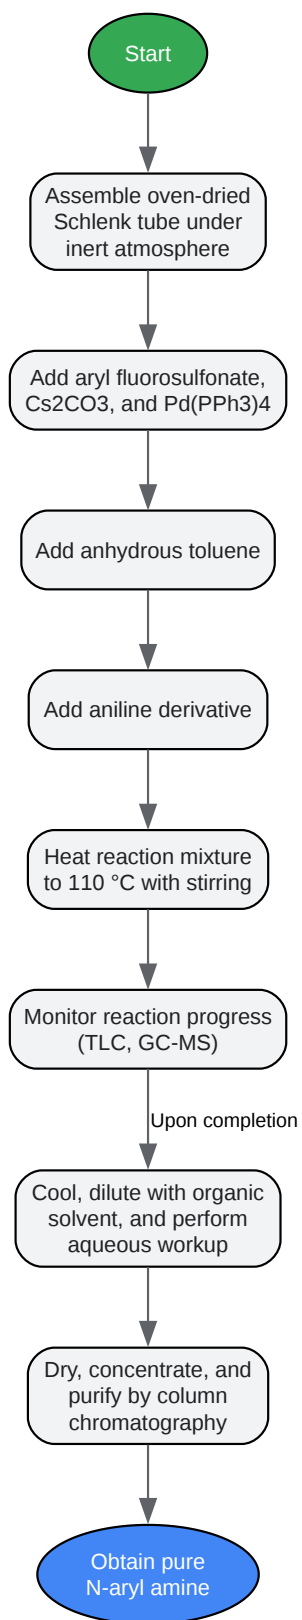 Start
Assemble oven-dried
Schlenk tube under
inert atmosphere
Add aryl fluorosulfonate,
Cs2CO3, and Pd(PPh3)4
Add anhydrous toluene
Add aniline derivative
Heat reaction mixture
to 110 °C with stirring
Monitor reaction progress
(TLC, GC-MS)
Upon completion
Cool, dilute with organic
solvent, and perform
aqueous workup
Dry, concentrate, and
purify by column
chromatography
Obtain pure
N-aryl amine